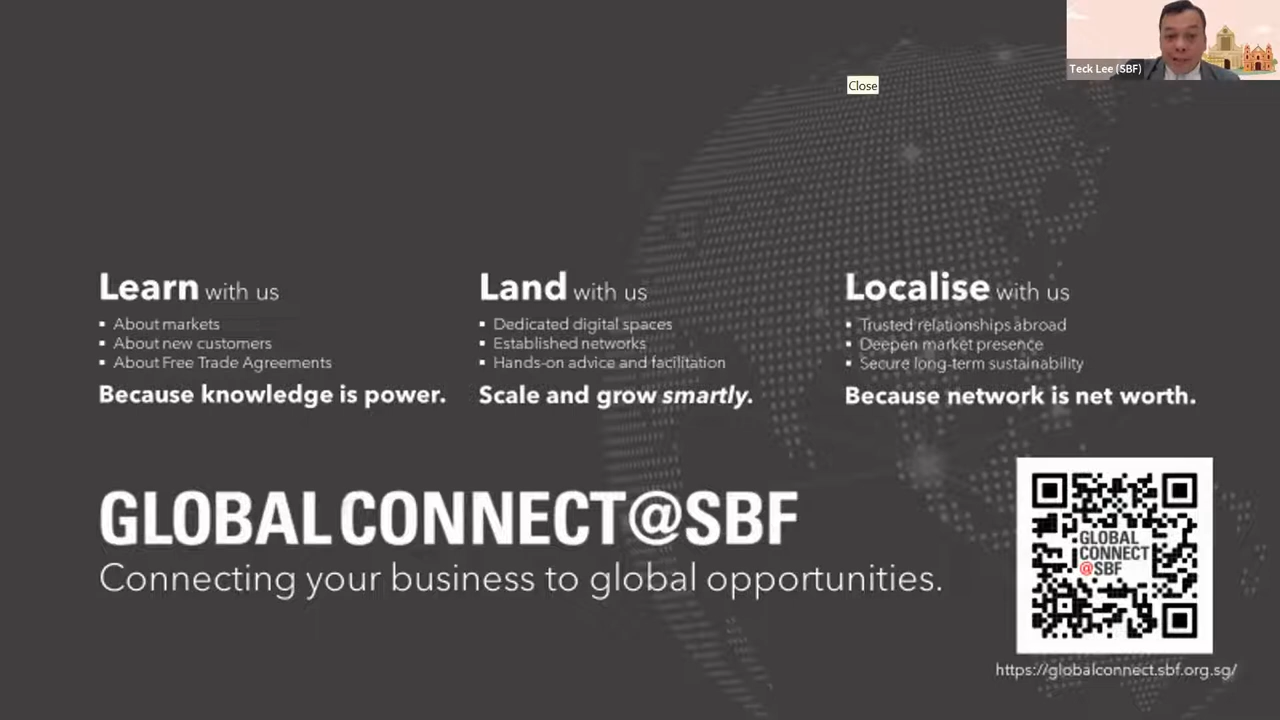 Teck Lee (SBF)
Close
Learn with us
▪ About markets
▪ About new customers
▪ About Free Trade Agreements
Because knowledge is power.
Land with us
▪ Dedicated digital spaces
▪ Established networks
▪ Hands-on advice and facilitation
Scale and grow smartly.
Localise with us
▪ Trusted relationships abroad
▪ Deepen market presence
▪ Secure long-term sustainability
Because network is net worth.
GLOBALCONNECT@SBF
Connecting your business to global opportunities.
GLOBAL
CONNECT
@SBF
https://globalconnect.sbf.org.sg/